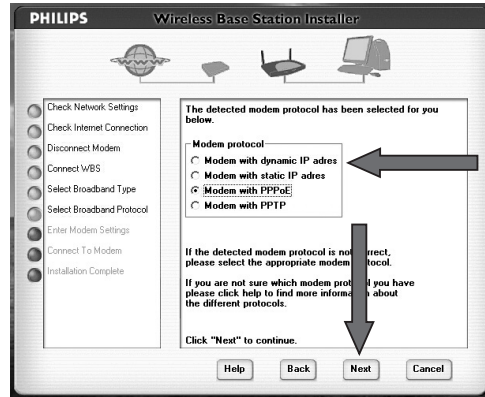 PHILIPS
Wireless Base Station Installer
Check Network Settings
Check Internet Connection
Disconnect Modem
Connect WBS
Select Broadband Type
Select Broadband Protocol
Enter Modem Settings
Connect To Modem
Installation Complete
The detected modem protocol has been selected for you
below.
Modem protocol
Modem with dynamic IP adres
Modem with static IP adres
Modem with PPPoE
Modem with PPTP
If the detected modem protocol is not correct,
please select the appropriate modem
If you are not sure which modem you have
please click help to find more about
the different protocols.
Click "Next" to continue.
Help
Back
Next
Cancel